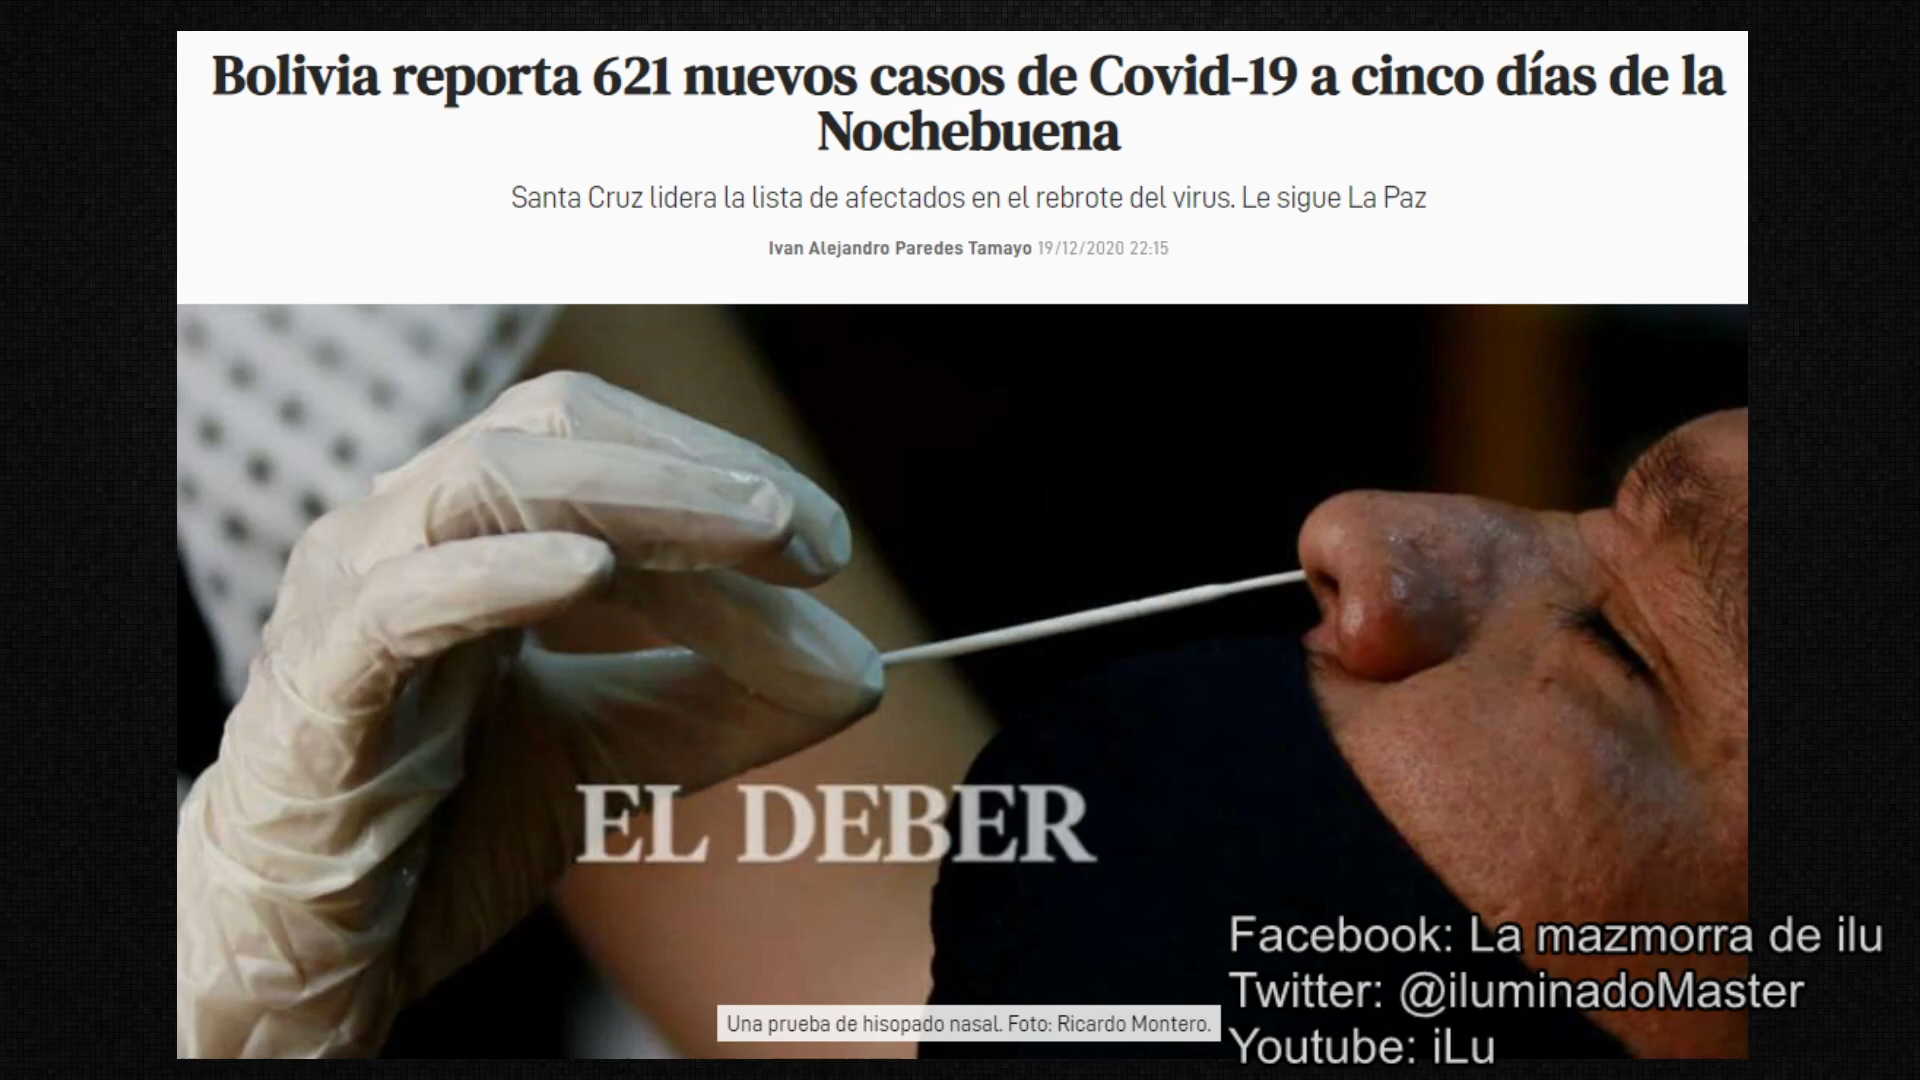 Bolivia reporta 621 nuevos casos de Covid-19 a cinco días de la
Nochebuena
Santa Cruz lidera la lista de afectados en el rebrote del virus. Le sigue La Paz
Ivan Alejandro Paredes Tamayo 19/12/2020 22:15
EL DEBER
Una prueba de hisopado nasal. Foto: Ricardo Montero.
Facebook: La mazmorra de ilu
Twitter: @iluminadoMaster
Youtube: iLu